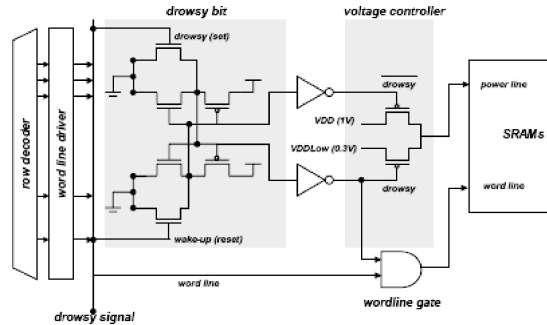 drowsy bit
voltage controller
drowsy (set)
drowsy
power line
VDD (1V)
SRAMs
VDDLow (0.3V)
row decoder
word line driver
drowsy
word line
wake-up (reset)
word line
wordline gate
drowsy signal